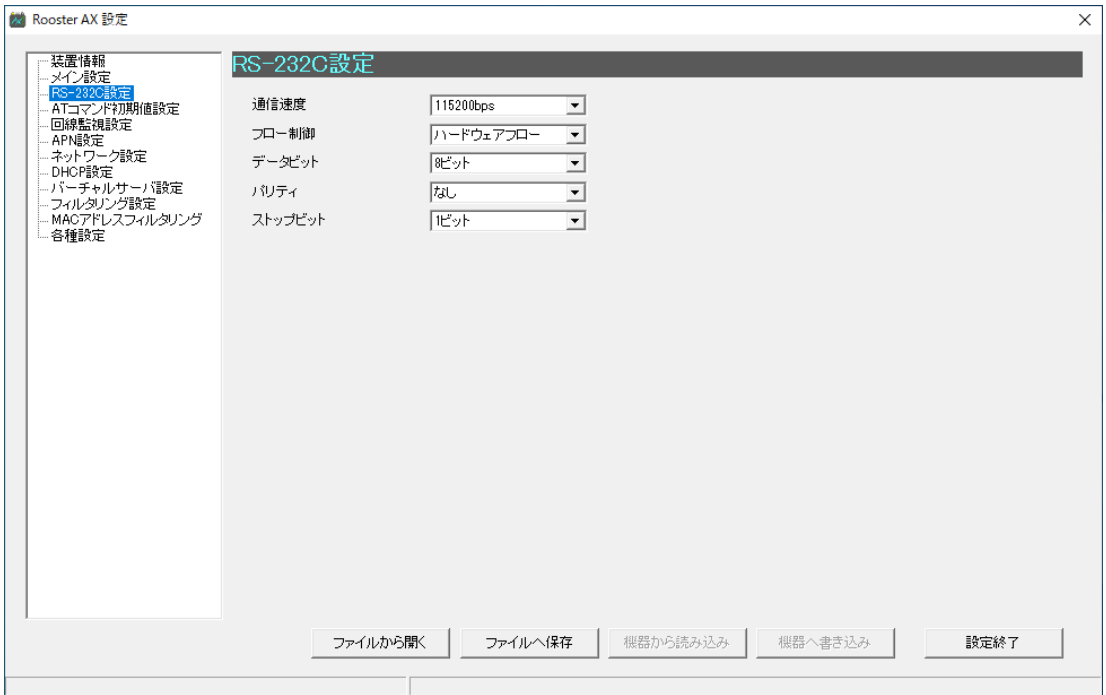 Rooster AX 設定
装置情報
メイン設定
RS-232C設定
ATコマンド初期値設定
回線監視設定
APN設定
ネットワーク設定
DHCP設定
バーチャルサーバ設定
フィルタリング設定
MACアドレスフィルタリング
各種設定
RS-232C設定
通信速度 115200bps
フロー制御 ハードウェアフロー
データビット 8ビット
パリティ なし
ストップビット 1ビット
ファイルから開く ファイルへ保存 機器から読み込み 機器へ書き込み 設定終了